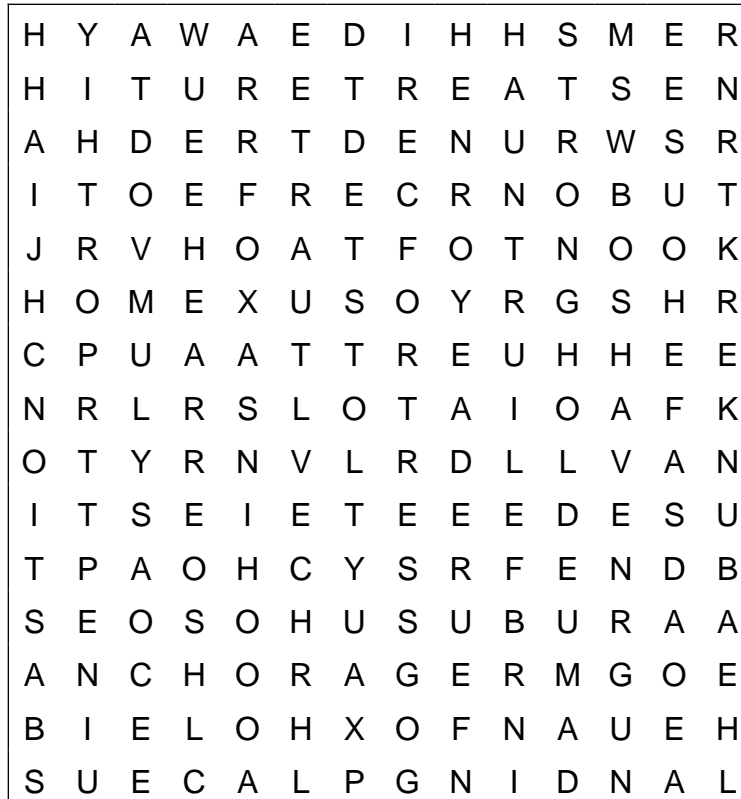 H Y A W A E D I H H S M E R
H I T U R E T R E A T S E N
A H D E R T D E N U R W S R
I T O E F R E C R N O B U T
J R V H O A T F O T N O O K
H O M E X U S O Y R G S H R
C P U A A T T R E U H H E E
N R L R S L O T A I O A F K
O T Y R N V L R D L L V A N
I T S E I E T E E E D E S U
T P A O H C Y S R F E N D B
S E O S O H U S U B U R A A
A N C H O R A G E R M G O E
B I E L O H X O F N A U E H
S U E C A L P G N I D N A L